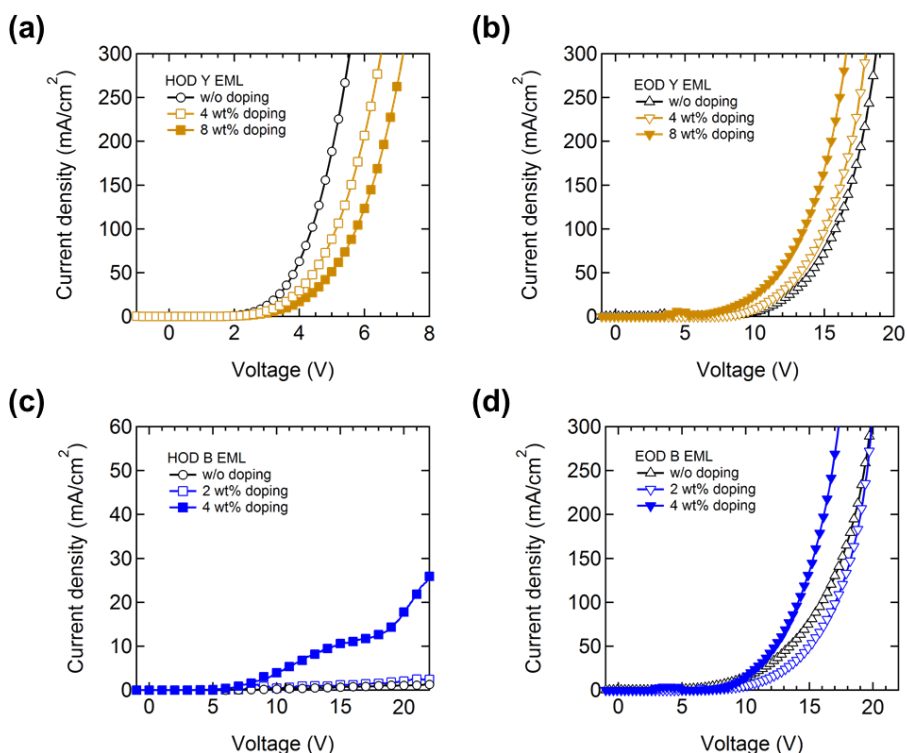 (a)
300
250
200
150
100
50
0
Current density (mA/cm²)
HOD Y EML
w/o doping
4 wt% doping
8 wt% doping
0 2 4 6 8
Voltage (V)
(b)
300
250
200
150
100
50
0
Current density (mA/cm²)
EOD Y EML
w/o doping
4 wt% doping
8 wt% doping
0 5 10 15 20
Voltage (V)
(c)
60
50
40
30
20
10
0
Current density (mA/cm²)
HOD B EML
w/o doping
2 wt% doping
4 wt% doping
0 5 10 15 20
Voltage (V)
(d)
300
250
200
150
100
50
0
Current density (mA/cm²)
EOD B EML
w/o doping
2 wt% doping
4 wt% doping
0 5 10 15 20
Voltage (V)